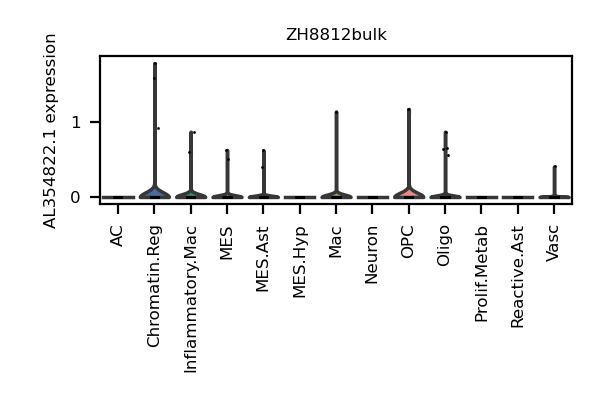 ZH8812bulk
AL354822.1 expression
1
0
AC
Chromatin.Reg
Inflammatory.Mac
MES
MES.Ast
MES.Hyp
Mac
Neuron
OPC
Oligo
Prolif.Metab
Reactive.Ast
Vasc